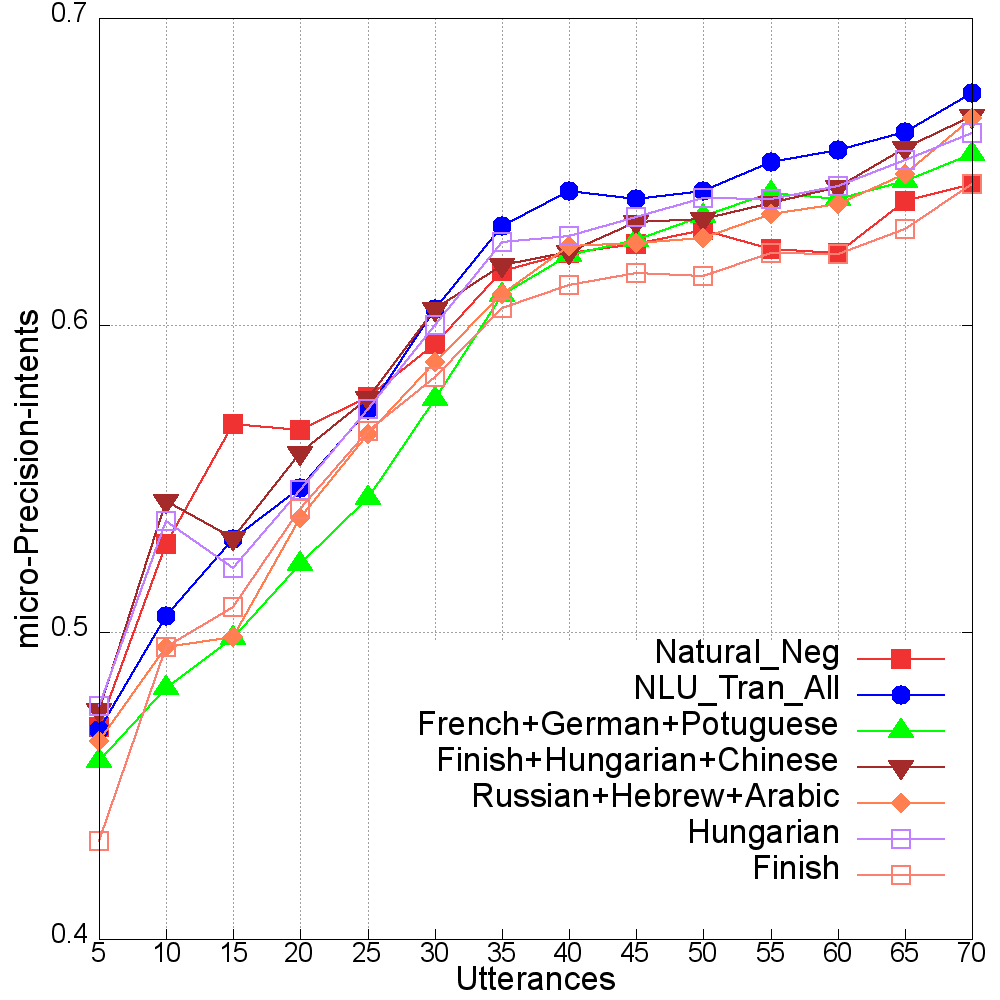 0.7
0.6
0.5
0.4
micro-Precision-intents
Natural_Neg
NLU_Tran_All
French+German+Potuguese
Finish+Hungarian+Chinese
Russian+Hebrew+Arabic
Hungarian
Finish
5 10 15 20 25 30 35 40 45 50 55 60 65 70
Utterances